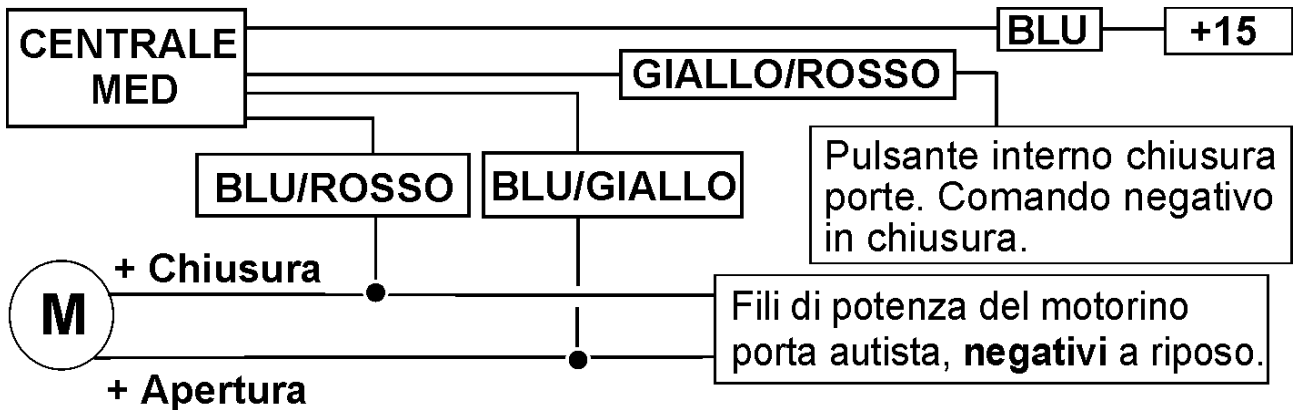 CENTRALE
MED
BLU
+15
GIALLO/ROSSO
BLU/ROSSO
BLU/GIALLO
Pulsante interno chiusura
porte. Comando negativo
in chiusura.
+ Chiusura
M
+ Apertura
Fili di potenza del motorino
porta autista, negativi a riposo.